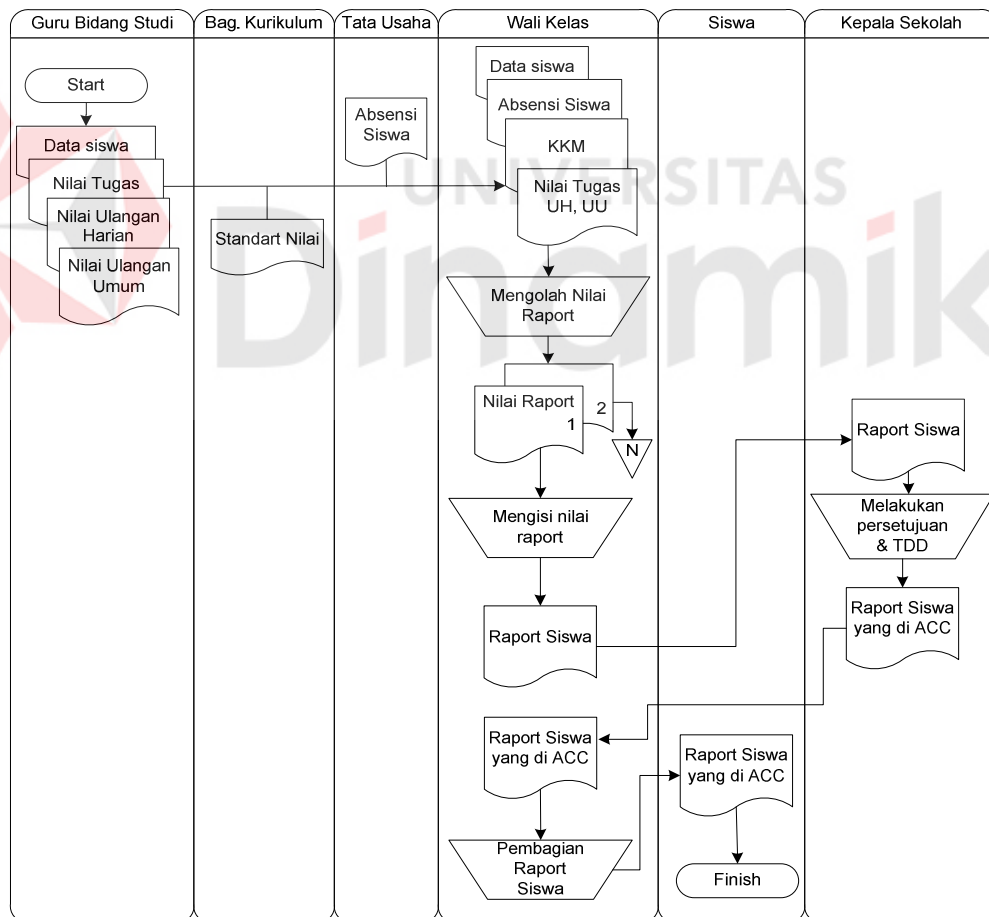 Guru Bidang Studi
Bag. Kurikulum
Tata Usaha
Wali Kelas
Siswa
Kepala Sekolah
Start
Data siswa
Nilai Tugas
Nilai Ulangan
Harian
Nilai Ulangan
Umum
Standart Nilai
Absensi
Siswa
Data siswa
Absensi Siswa
KKM
Nilai Tugas
UH, UU
Mengolah Nilai
Raport
Nilai Raport
1
2
N
Mengisi nilai
raport
Raport Siswa
Raport Siswa
Melakukan
persetujuan
& TDD
Raport Siswa
yang di ACC
Raport Siswa
yang di ACC
Pembagian
Raport
Siswa
Raport Siswa
yang di ACC
Finish
UNIVERSITAS
Dinamik